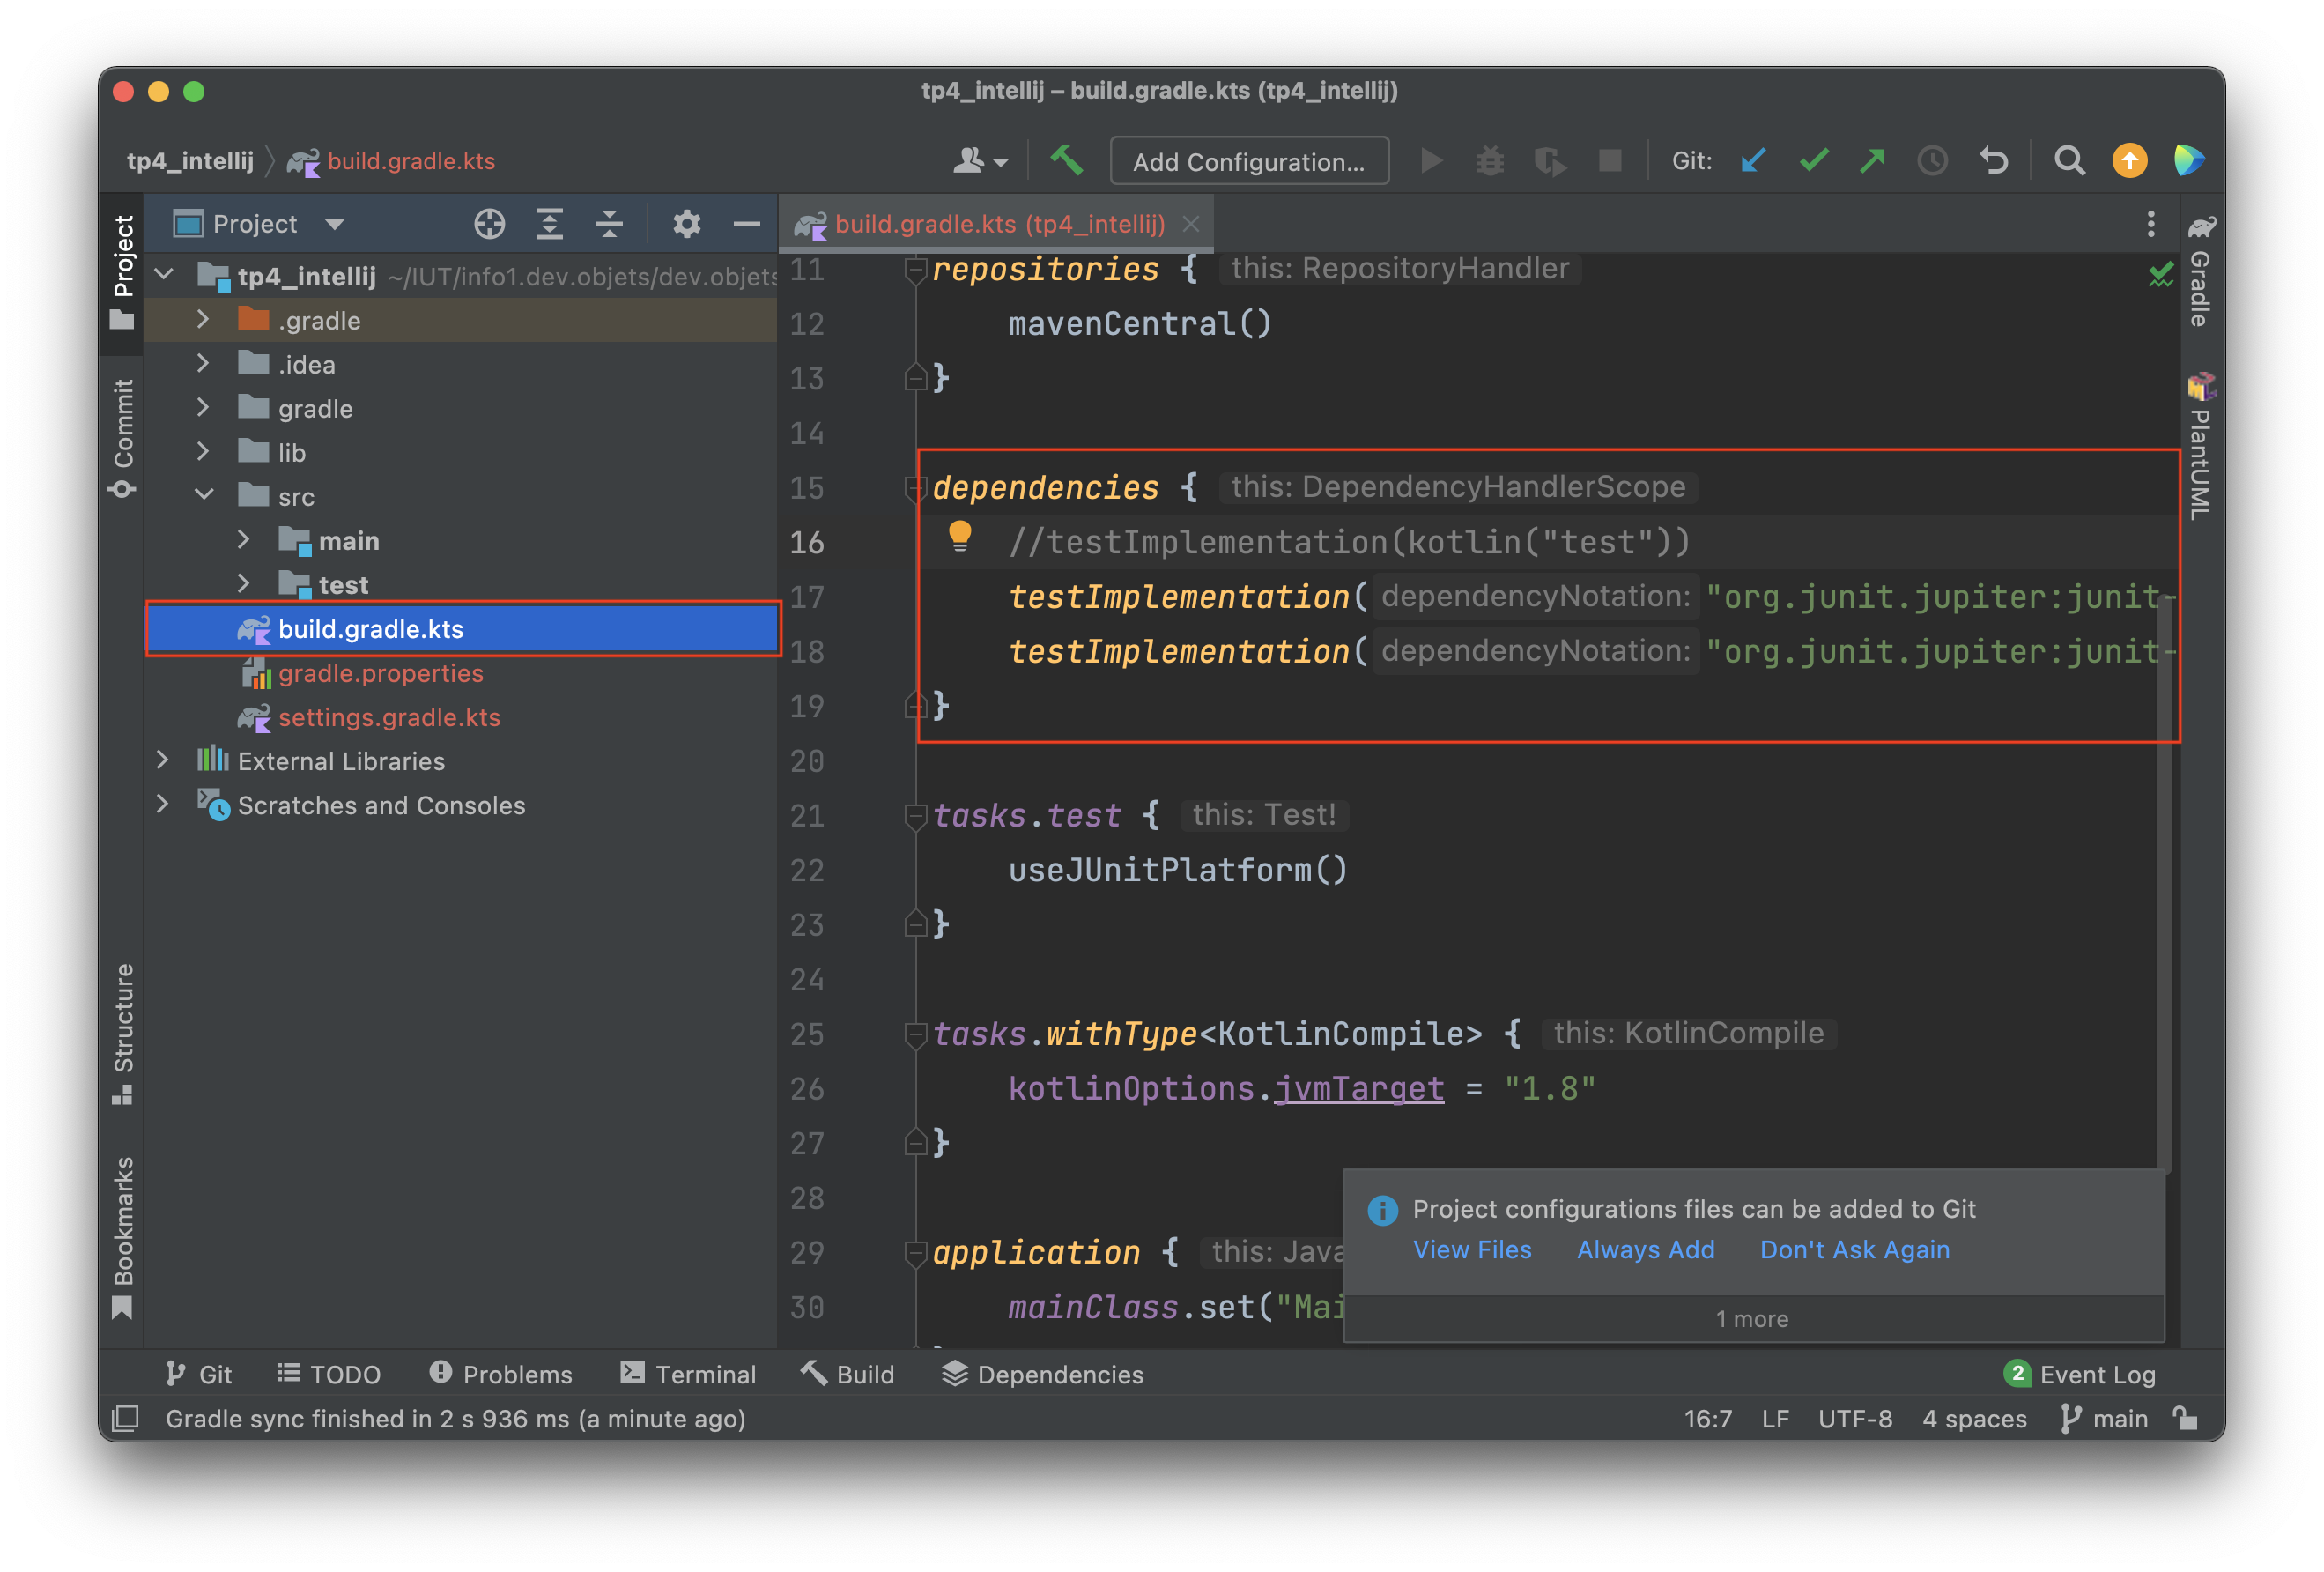 tp4_intellij – build.gradle.kts (tp4_intellij)
tp4_intellij
build.gradle.kts
Add Configuration...
Git:
Project
build.gradle.kts (tp4_intellij)
Project
Commit
Structure
Bookmarks
tp4_intellij ~/IUT/info1.dev.objets/dev.objets
.gradle
.idea
gradle
lib
src
main
test
build.gradle.kts
gradle.properties
settings.gradle.kts
External Libraries
Scratches and Consoles
11 repositories { this: RepositoryHandler
12 mavenCentral()
13 }
14
15 dependencies { this: DependencyHandlerScope
16 //testImplementation(kotlin("test"))
17 testImplementation( dependencyNotation: "org.junit.jupiter:junit-
18 testImplementation( dependencyNotation: "org.junit.jupiter:junit-
19 }
20
21 tasks.test { this: Test!
22 useJUnitPlatform()
23 }
24
25 tasks.withType<KotlinCompile> { this: KotlinCompile
26 kotlinOptions.jvmTarget = "1.8"
27 }
28
29 application { this: Java
30 mainClass.set("Mai
Gradle
PlantUML
Project configurations files can be added to Git
View Files Always Add Don't Ask Again
1 more
Git TODO Problems Terminal Build Dependencies 2 Event Log
Gradle sync finished in 2 s 936 ms (a minute ago) 16:7 LF UTF-8 4 spaces main